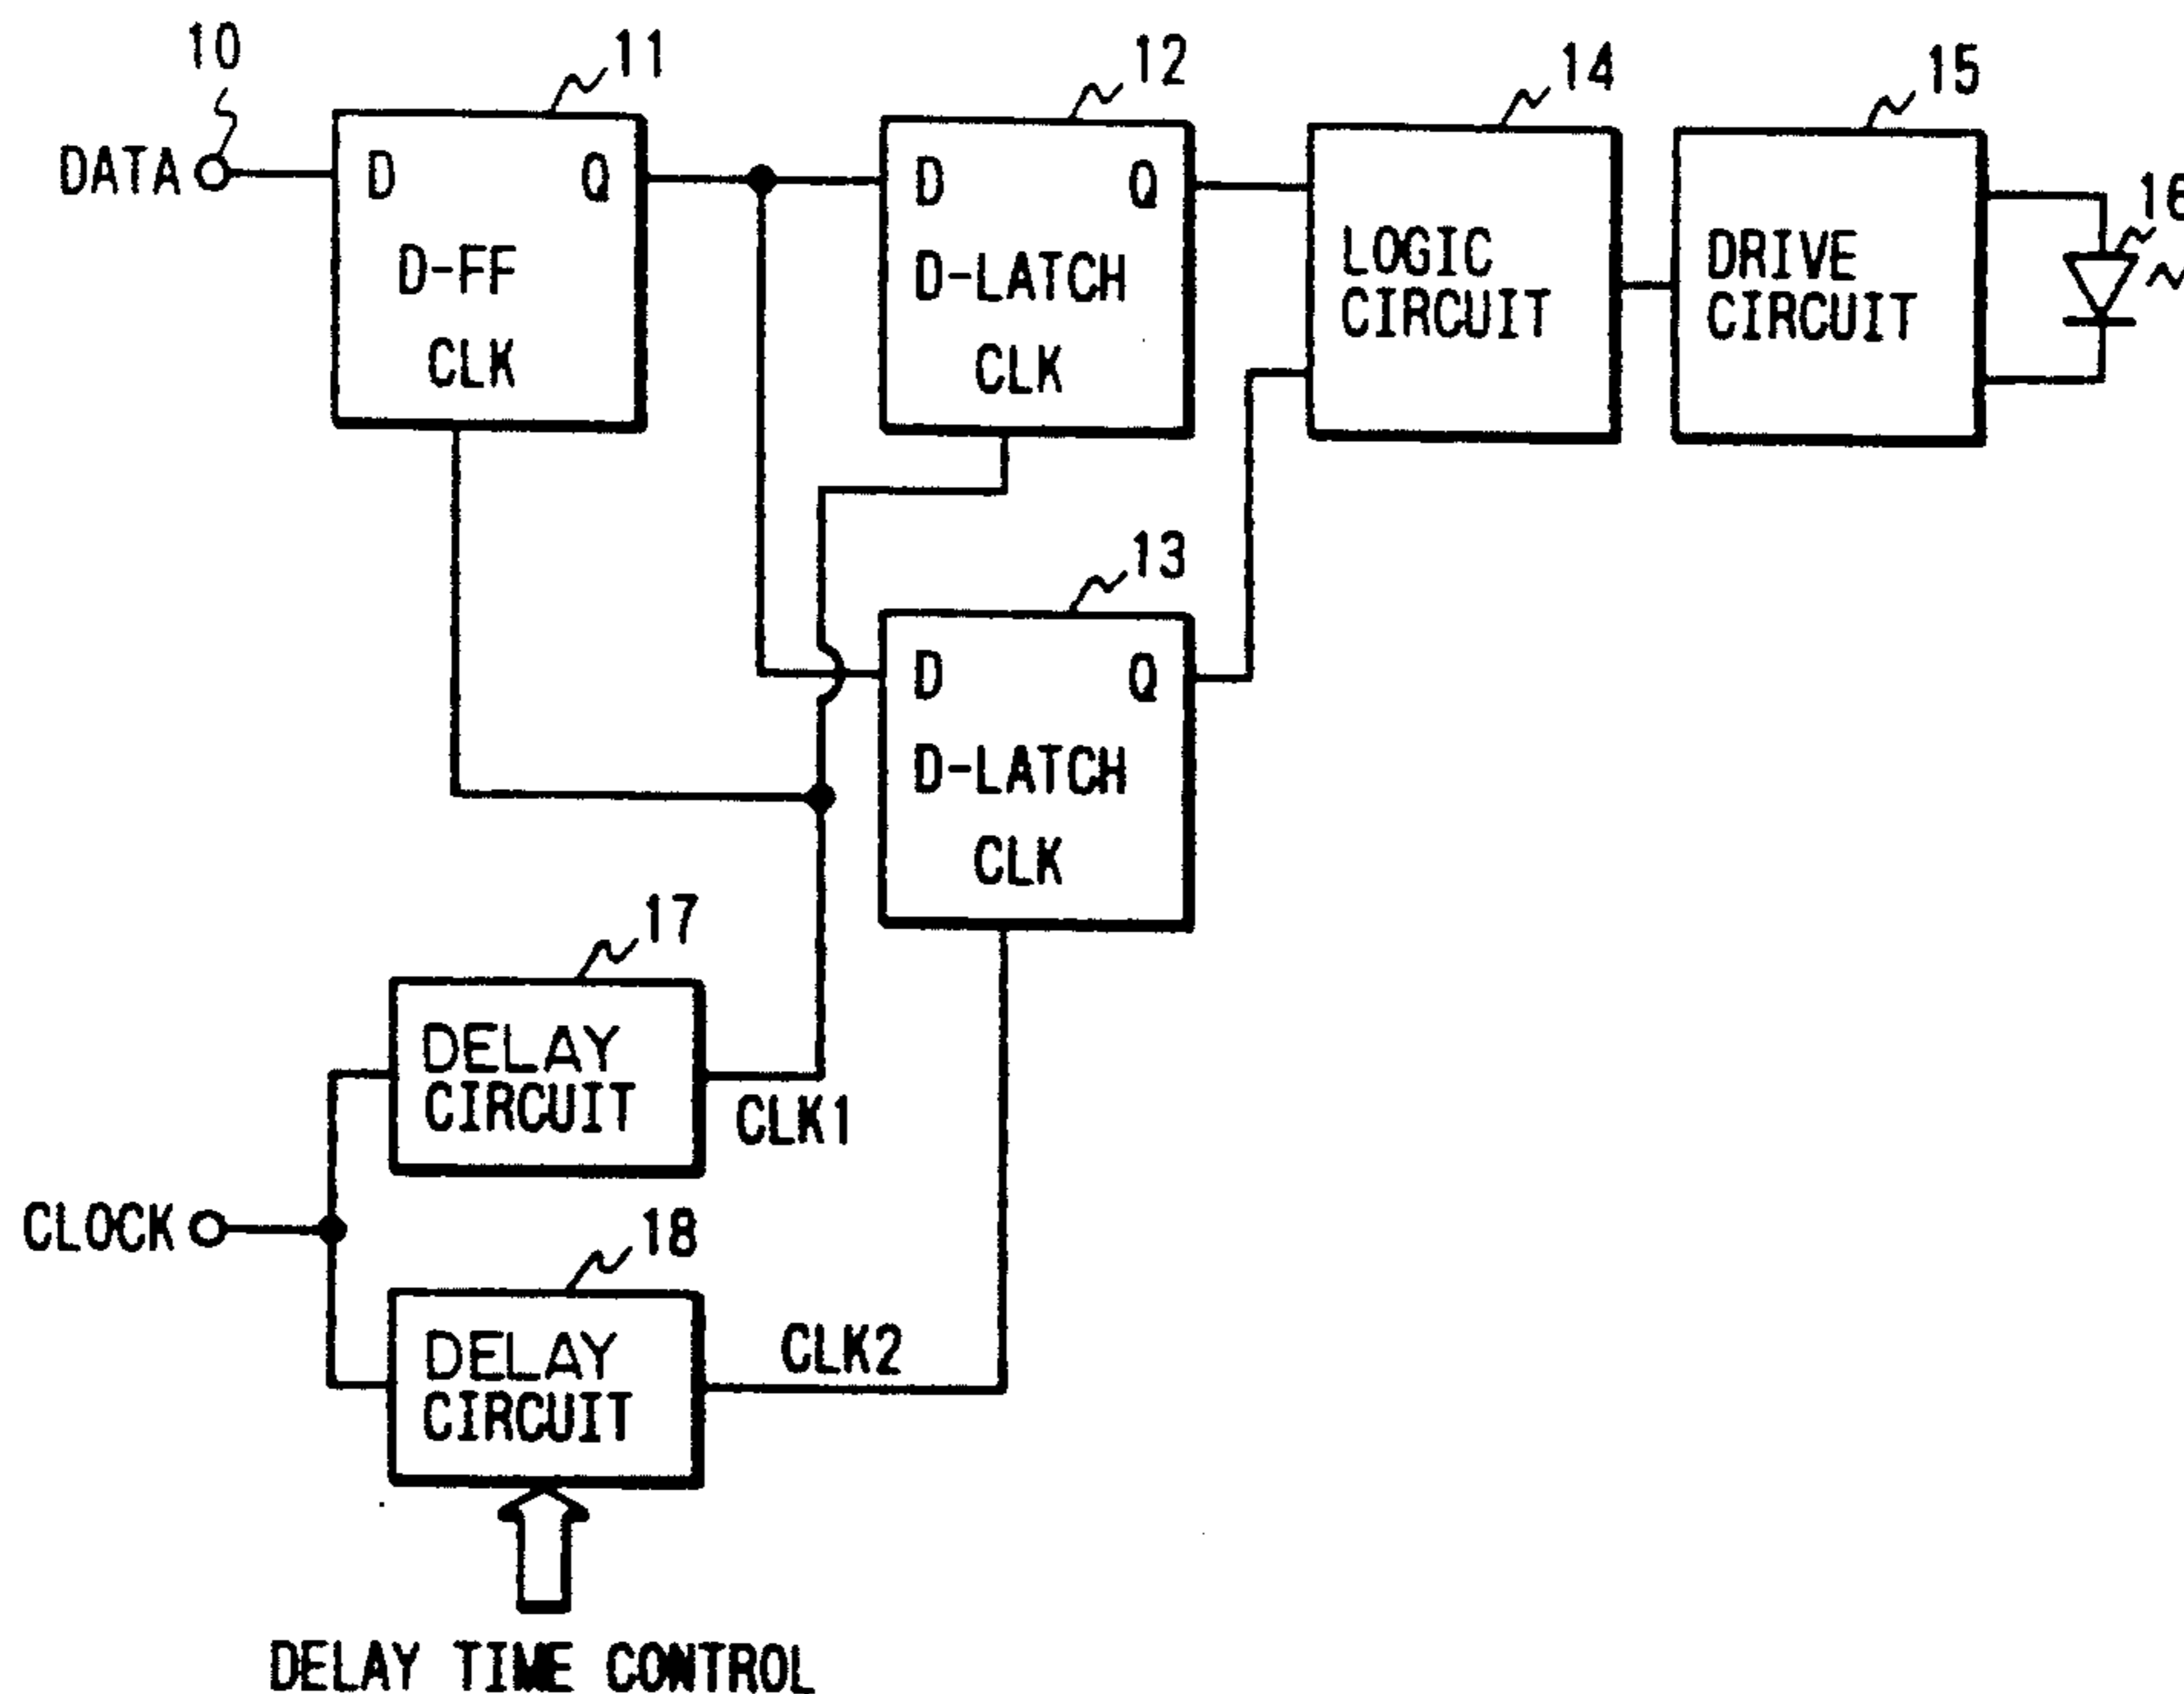 10
11
12
14
15
DATA
D
Q
D-FF
CLK
D
Q
D-LATCH
CLK
LOGIC
CIRCUIT
DRIVE
CIRCUIT
16
13
D
Q
D-LATCH
CLK
17
DELAY
CIRCUIT
CLK1
CLOCK
18
DELAY
CIRCUIT
CLK2
DELAY TIME CONTROL